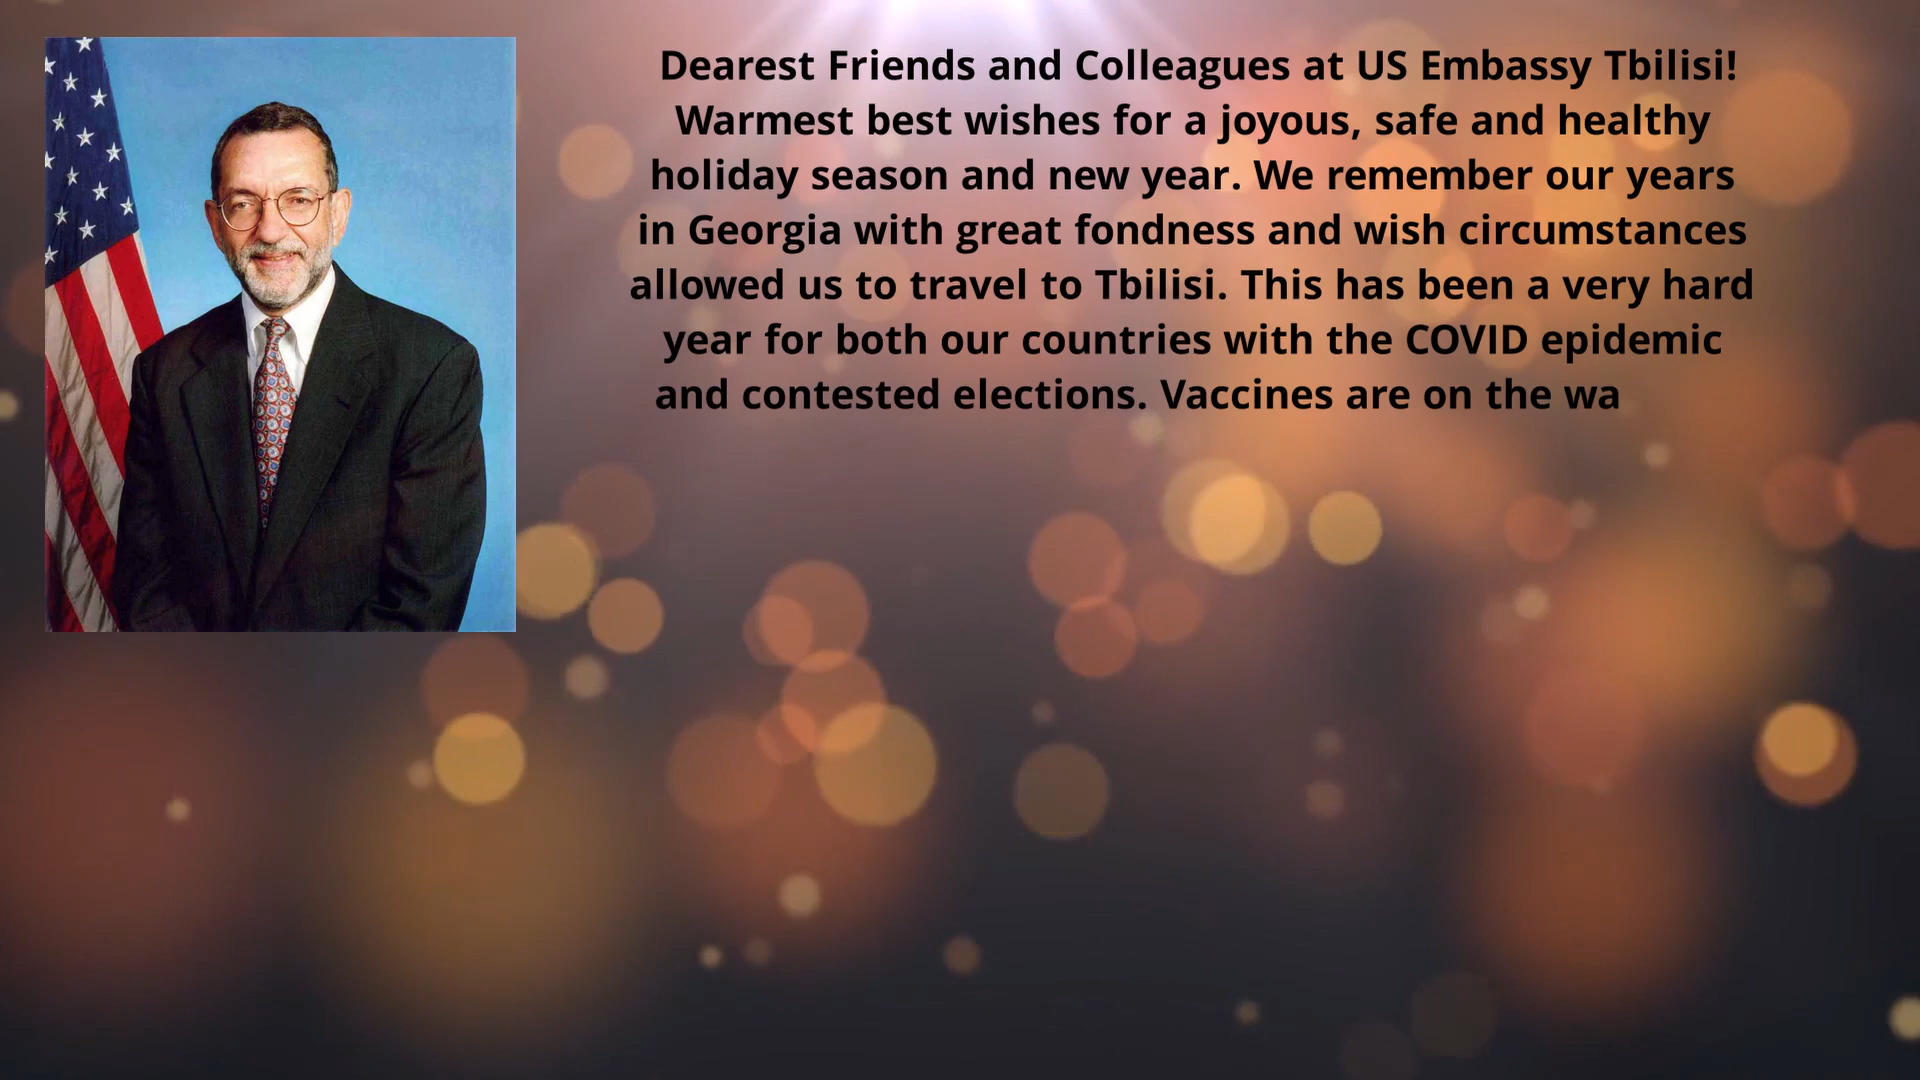 Dearest Friends and Colleagues at US Embassy Tbilisi!
Warmest best wishes for a joyous, safe and healthy
holiday season and new year. We remember our years
in Georgia with great fondness and wish circumstances
allowed us to travel to Tbilisi. This has been a very hard
year for both our countries with the COVID epidemic
and contested elections. Vaccines are on the wa